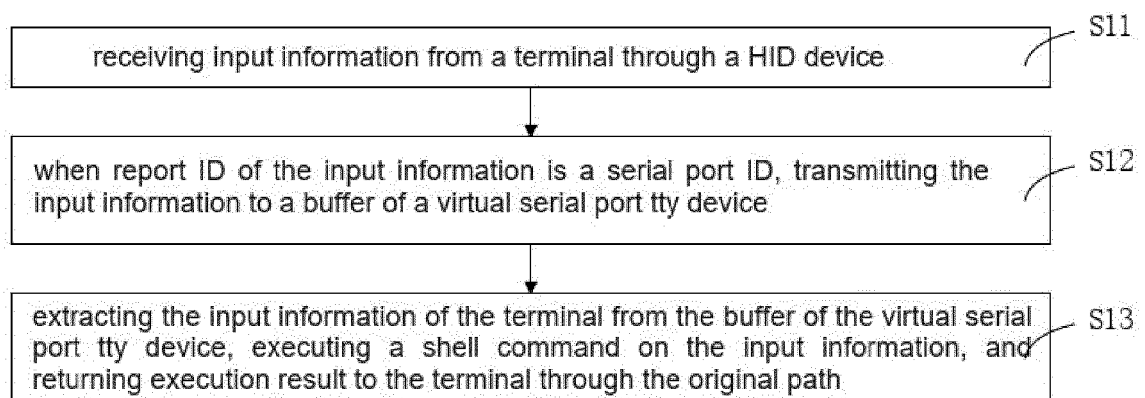 S11
receiving input information from a terminal through a HID device
S12
when report ID of the input information is a serial port ID, transmitting the
input information to a buffer of a virtual serial port tty device
extracting the input information of the terminal from the buffer of the virtual serial
S13
port tty device, executing a shell command on the input information, and
returning execution result to the terminal through the original path